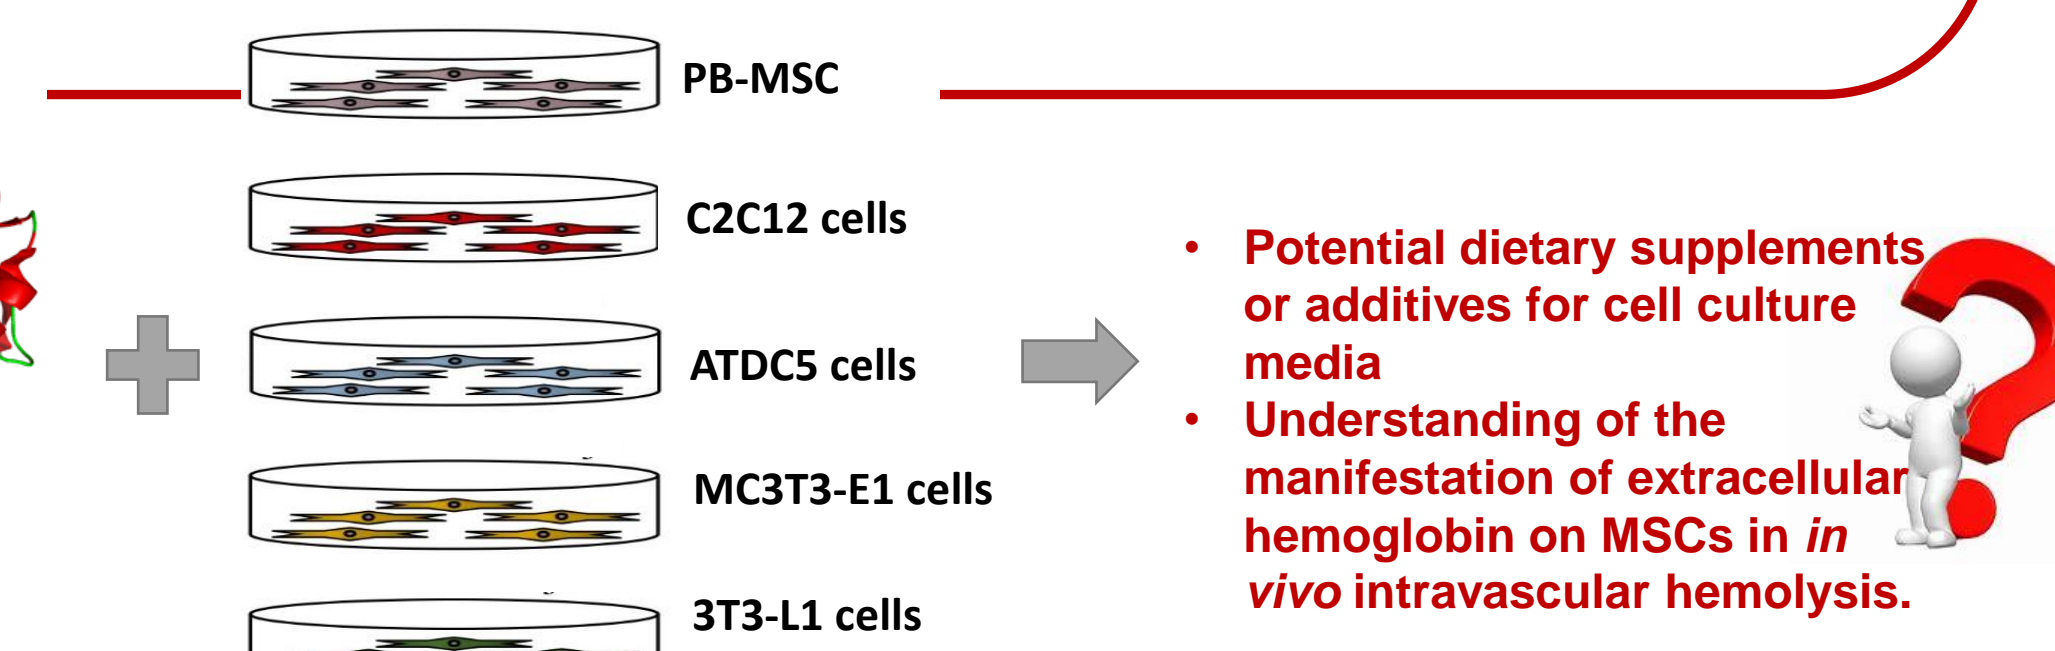 PB-MSC
C2C12 cells
ATDC5 cells
MC3T3-E1 cells
3T3-L1 cells
• Potential dietary supplements
or additives for cell culture
media
• Understanding of the
manifestation of extracellular
hemoglobin on MSCs in in
vivo intravascular hemolysis.